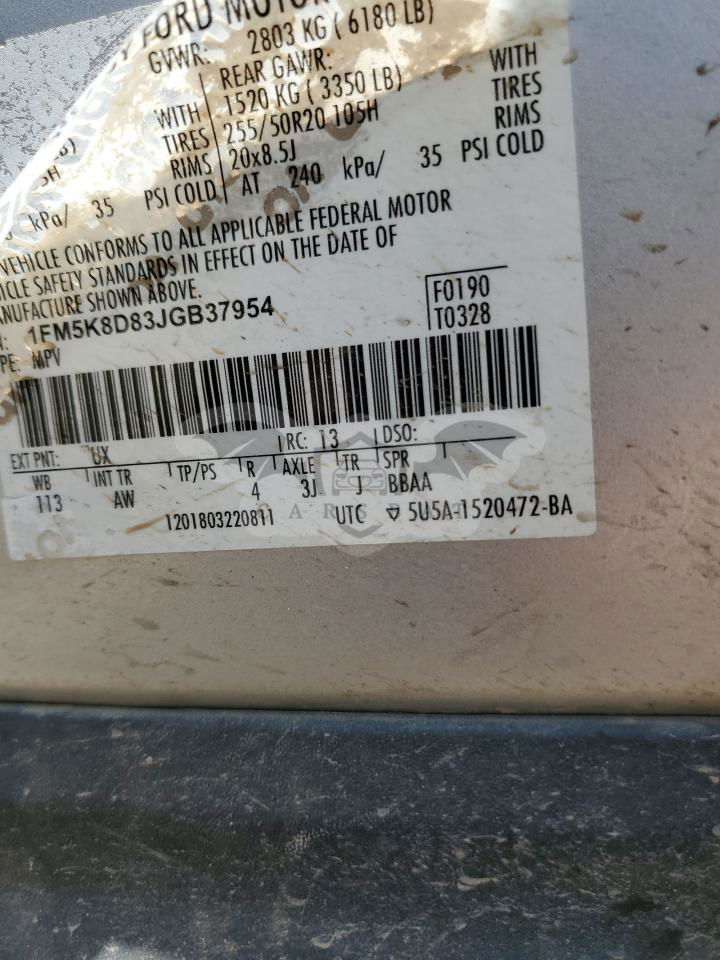 Y FORD MOTOR
GVWR: 2803 KG ( 6180 LB)
REAR GAWR:
WITH 1520 KG ( 3350 LB) WITH
TIRES 255/50R20 105H TIRES
RIMS 20x8.5J RIMS
kPa/ 35 PSI COLD AT 240 kPa/ 35 PSI COLD
VEHICLE CONFORMS TO ALL APPLICABLE FEDERAL MOTOR
ICLE SAFETY STANDARDS IN EFFECT ON THE DATE OF
NUFACTURE SHOWN ABOVE.
1FM5K8D83JGB37954
F0190
PE: MPV
T0328
EXT PNT: UX RC: 13 DSO:
WB INT TR TP/PS R AXLE TR SPR
113 AW 4 3J J BBAA
1201803220811 UTC ▽ 5U5A-1520472-BA